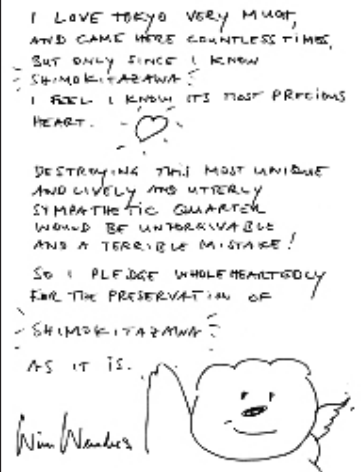 I LOVE TOKYO VERY MUCH,
AND CAME HERE COUNTLESS TIMES,
BUT ONLY SINCE I KNOW
SHIMOKITAZAWA
I FEEL I KNOW ITS MOST PRECIOUS
HEART.
DESTROYING THIS MOST UNIQUE
AND LIVELY AND UTTERLY
SYMPATHETIC QUARTER
WOULD BE UNFORGIVABLE
AND A TERRIBLE MISTAKE!
SO I PLEDGE WHOLEHEARTEDLY
FOR THE PRESERVATION OF
SHIMOKITAZAWA
AS IT IS.
Wim Wenders